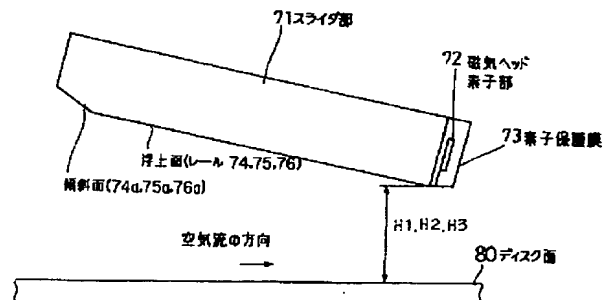 71スライダ部
72 磁気ヘッド
素子部
73素子保護膜
浮上面(レール 74,75,76)
傾斜面(74a,75a,76a)
H1,H2,H3
空気流の方向
80ディスク面